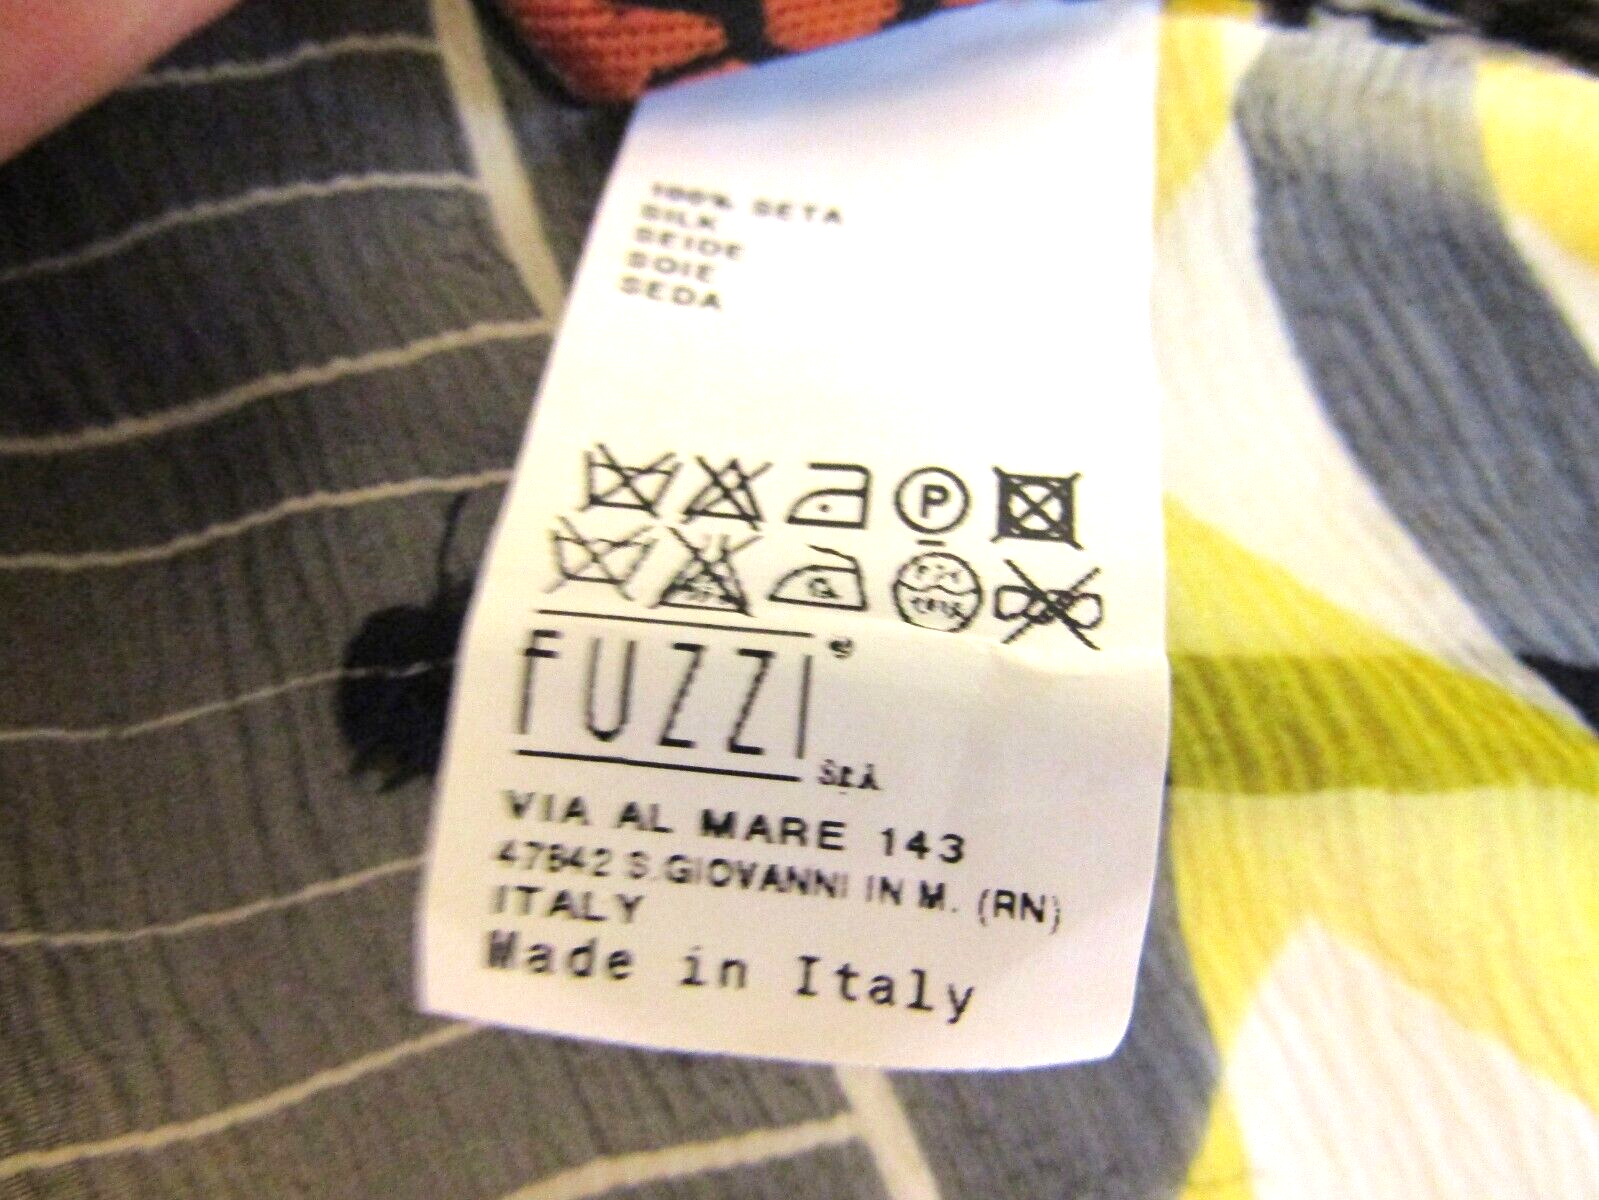 100% SETA
SILK
SEIDE
SOIE
SEDA
P
FUZZI
SPA
VIA AL MARE 143
47842 S.GIOVANNI IN M. (RN)
ITALY
Made in Italy